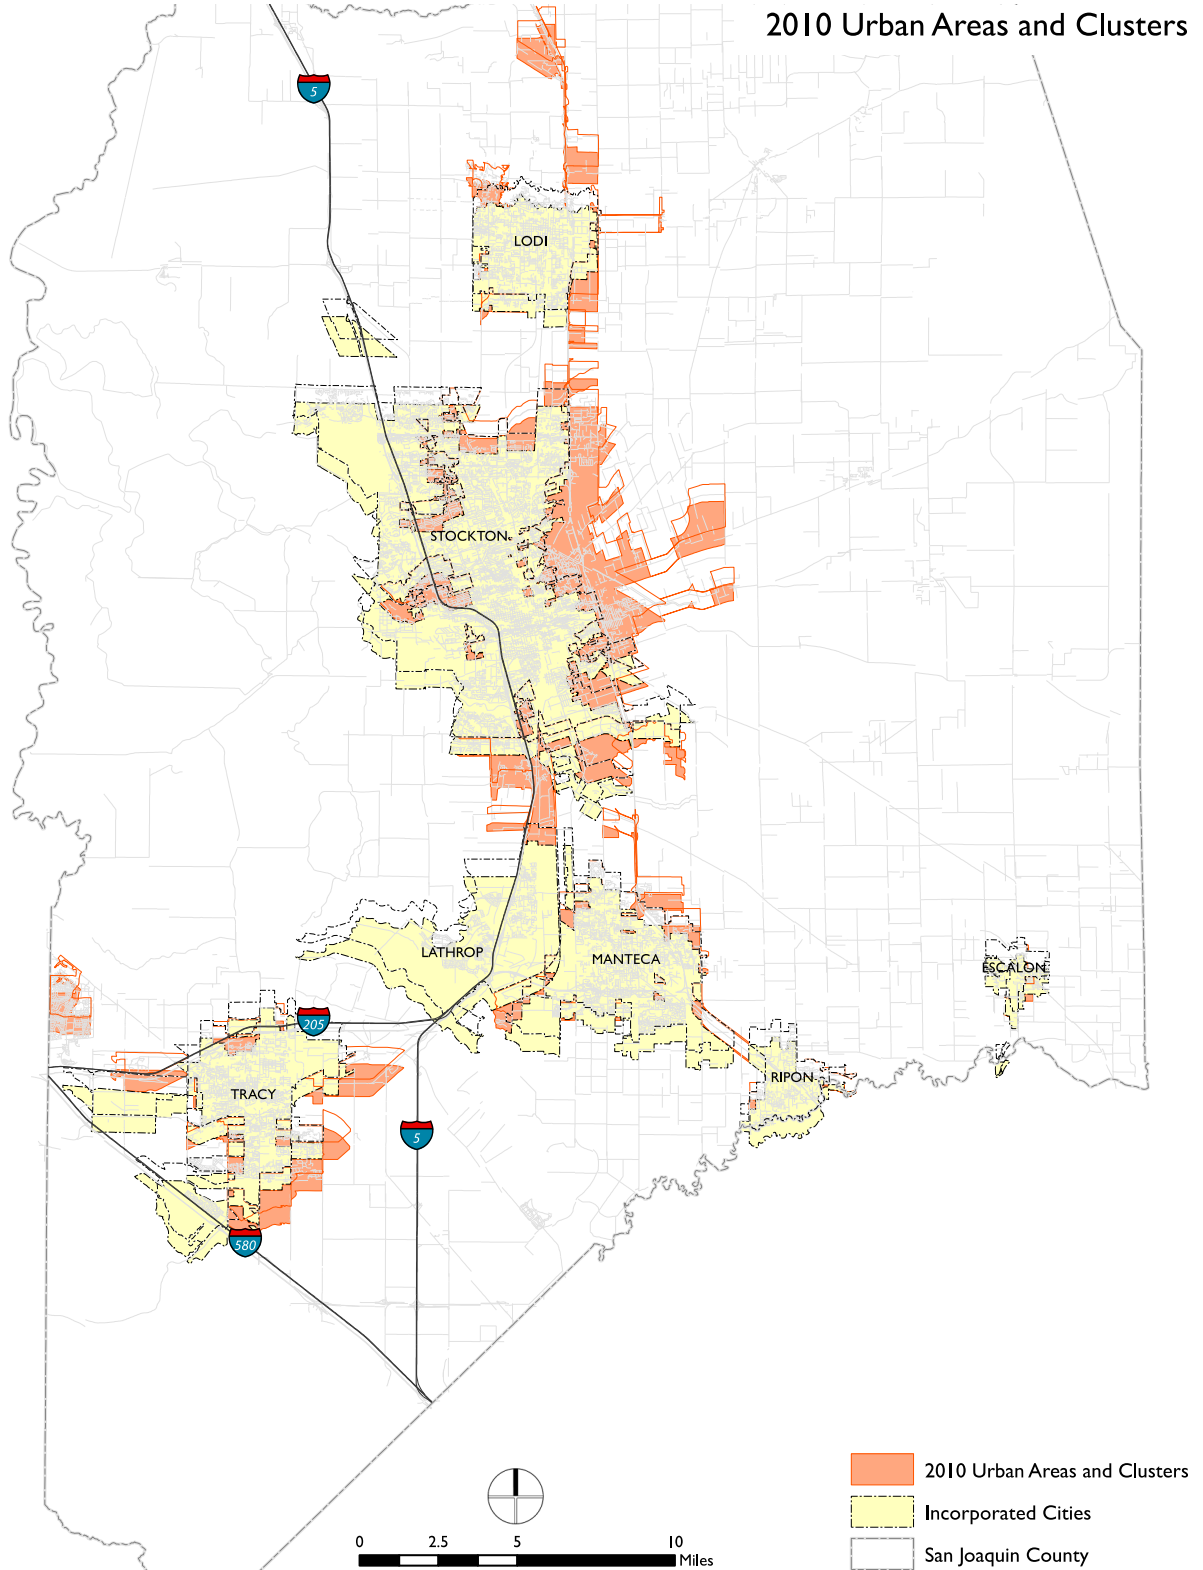 2010 Urban Areas and Clusters
5
LODI
STOCKTON
LATHROP
MANTECA
ESCALON
205
TRACY
RIPON
5
580
2010 Urban Areas and Clusters
Incorporated Cities
San Joaquin County
0 2.5 5 10
Miles